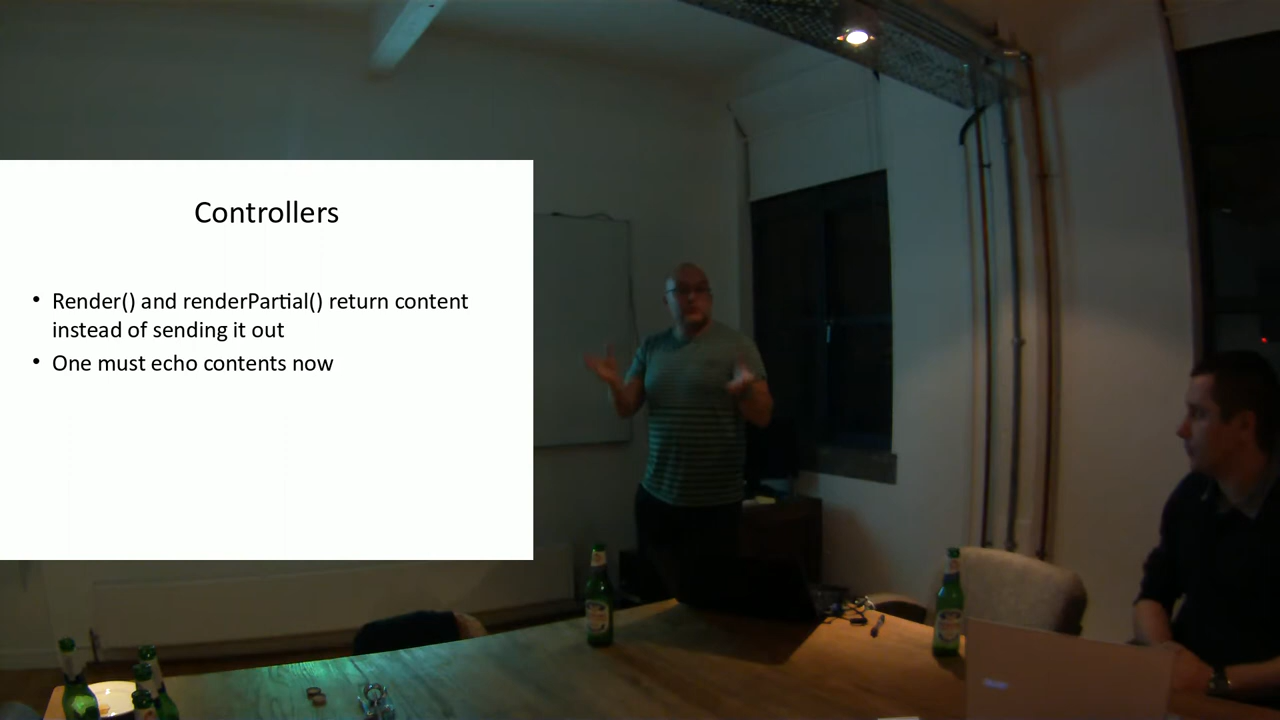 Controllers
• Render() and renderPartial() return content
instead of sending it out
• One must echo contents now